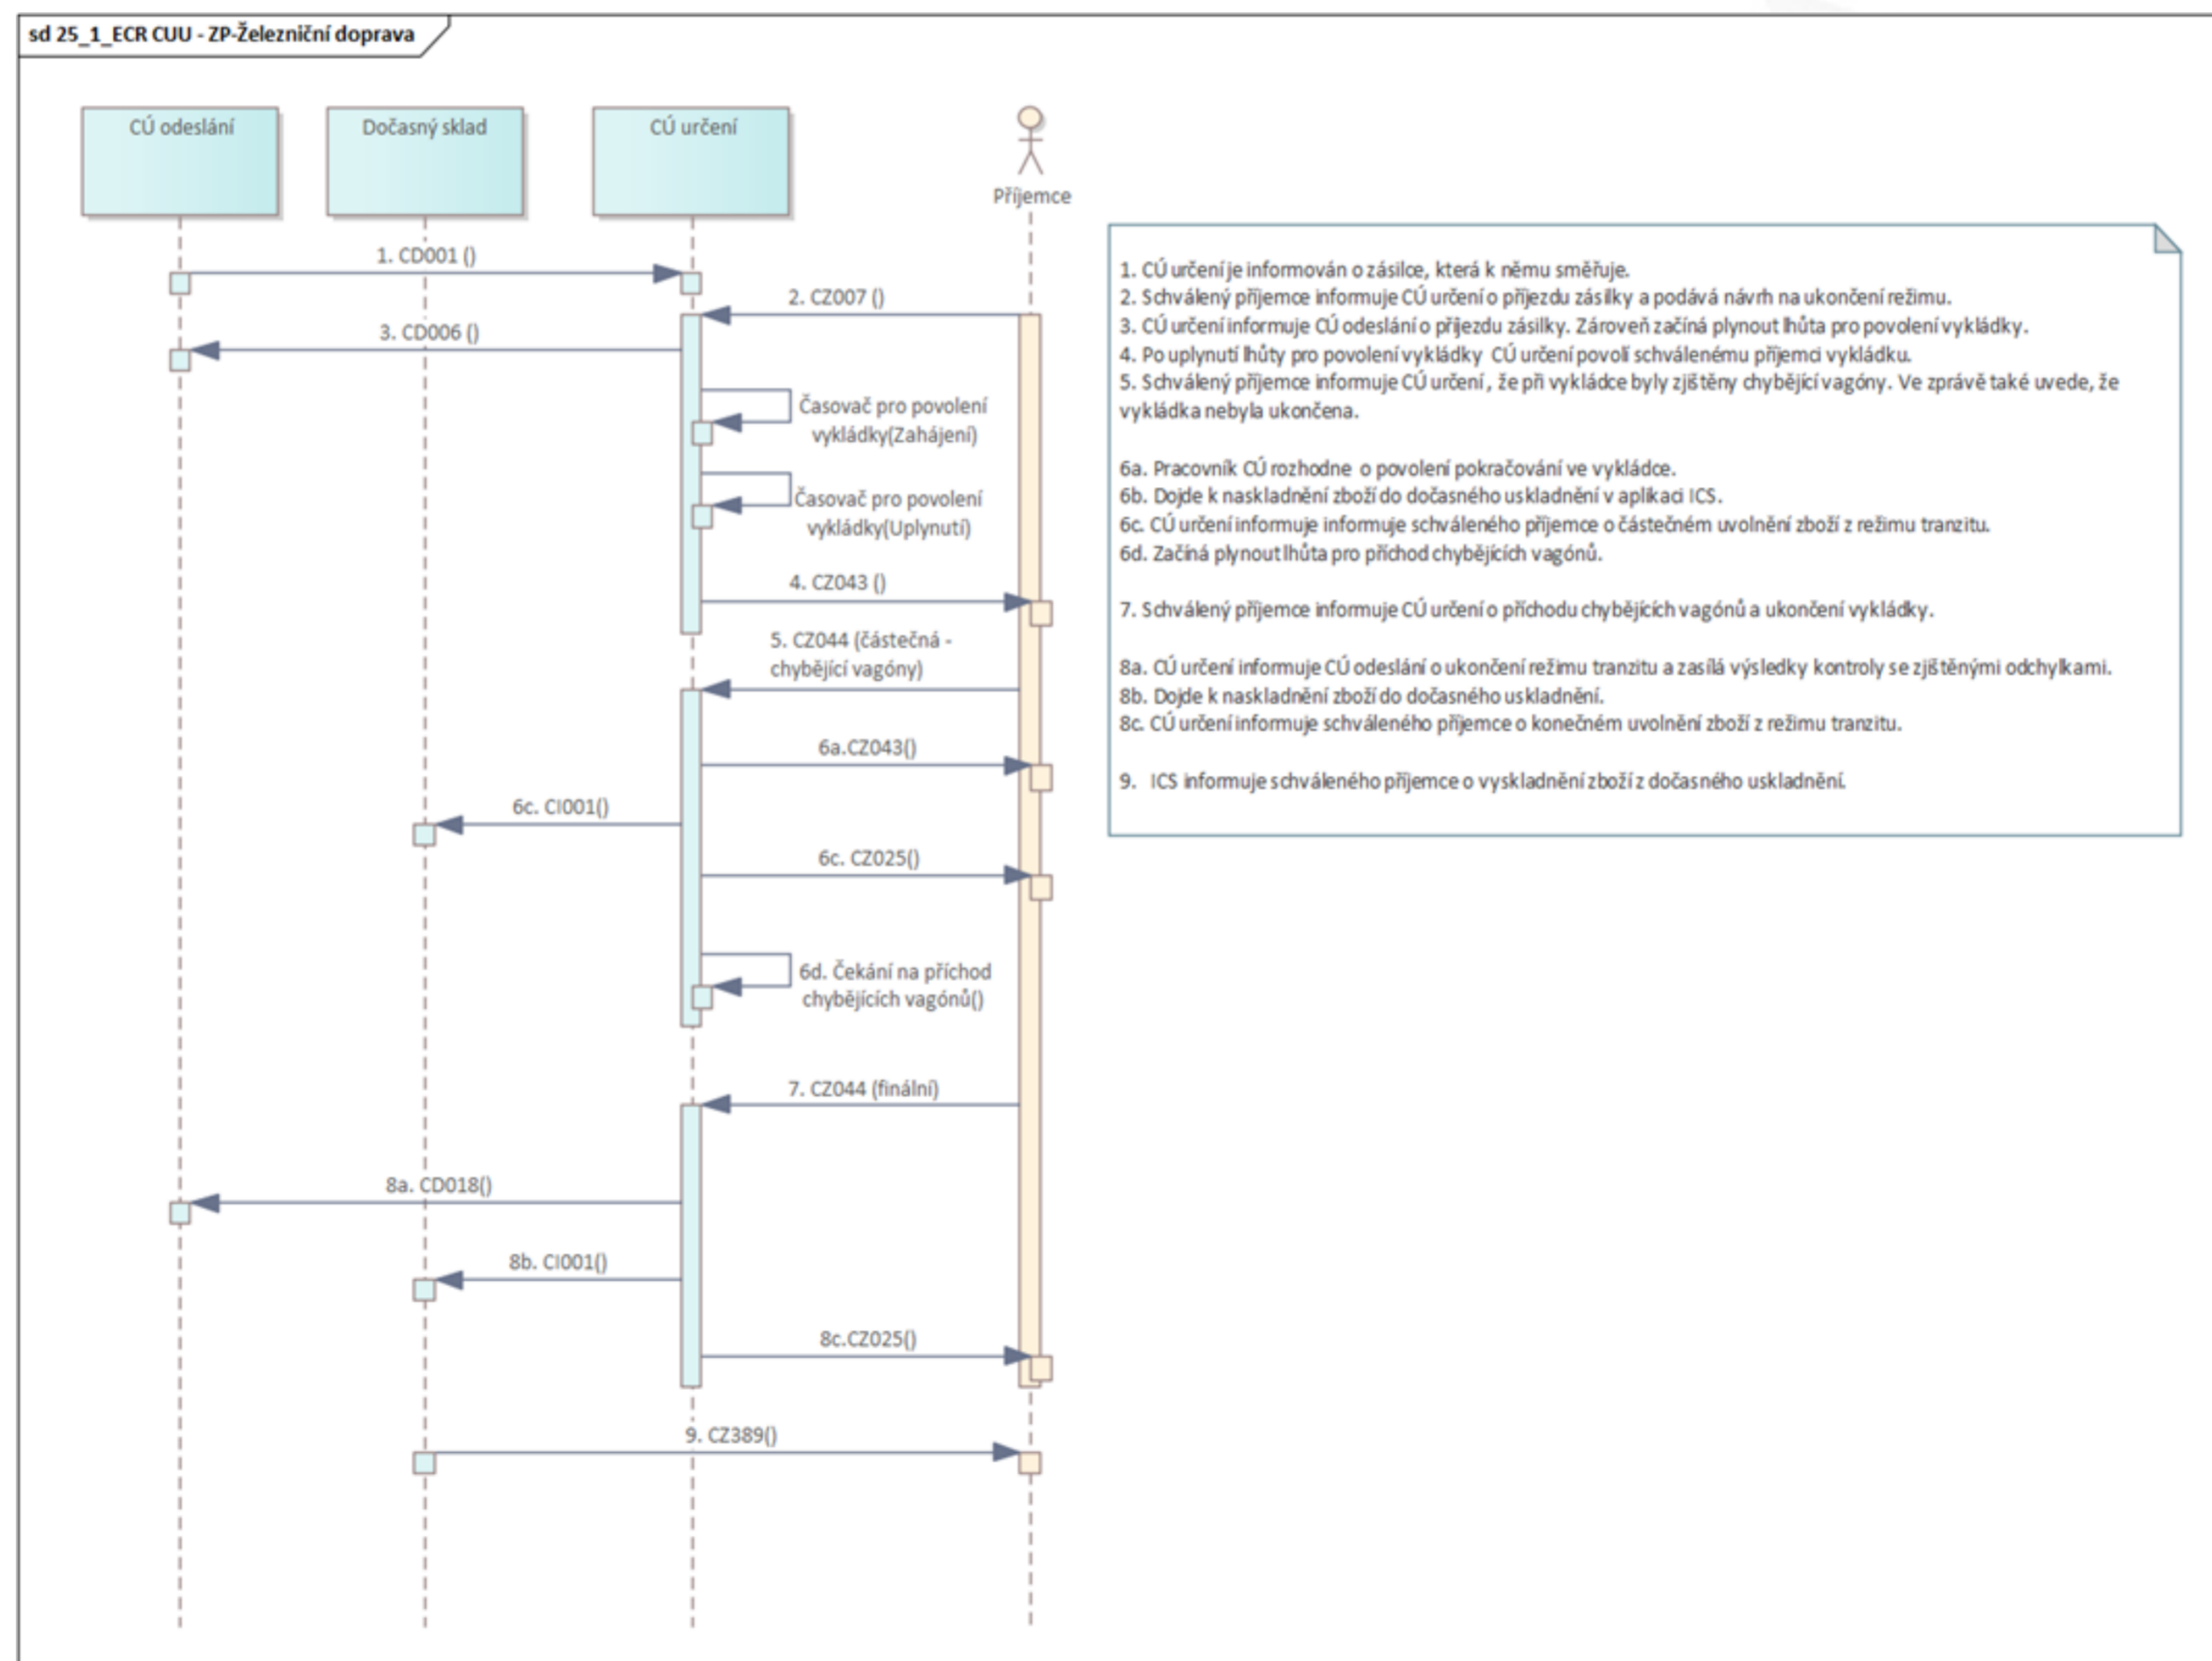 sd 25_1_ECR CUU - ZP-Železniční doprava
CÚ odeslání
Dočasný sklad
CÚ určení
Příjemce
1. CD001 ()
2. CZ007 ()
3. CD006 ()
Časovač pro povolení
vykládky(Zahájení)
Časovač pro povolení
vykládky(Uplynutí)
4. CZ043 ()
5. CZ044 (částečná -
chybějící vagóny)
6a.CZ043()
6c. CI001()
6c. CZ025()
6d. Čekání na příchod
chybějících vagónů()
7. CZ044 (finální)
8a. CD018()
8b. CI001()
8c.CZ025()
9. CZ389()
1. CÚ určení je informován o zásilce, která k němu směřuje.
2. Schválený příjemce informuje CÚ určení o příjezdu zásilky a podává návrh na ukončení režimu.
3. CÚ určení informuje CÚ odeslání o příjezdu zásilky. Zároveň začíná plynout lhůta pro povolení vykládky.
4. Po uplynutí lhůty pro povolení vykládky CÚ určení povolí schválenému příjemci vykládku.
5. Schválený příjemce informuje CÚ určení, že při vykládce byly zjištěny chybějící vagóny. Ve zprávě také uvede, že
vykládka nebyla ukončena.
6a. Pracovník CÚ rozhodne o povolení pokračování ve vykládce.
6b. Dojde k naskladnění zboží do dočasného uskladnění v aplikaci ICS.
6c. CÚ určení informuje informuje schváleného příjemce o částečném uvolnění zboží z režimu tranzitu.
6d. Začíná plynout lhůta pro příchod chybějících vagónů.
7. Schválený příjemce informuje CÚ určení o příchodu chybějících vagónů a ukončení vykládky.
8a. CÚ určení informuje CÚ odeslání o ukončení režimu tranzitu a zasílá výsledky kontroly se zjištěnými odchylkami.
8b. Dojde k naskladnění zboží do dočasného uskladnění.
8c. CÚ určení informuje schváleného příjemce o konečném uvolnění zboží z režimu tranzitu.
9. ICS informuje schváleného příjemce o vyskladnění zboží z dočasného uskladnění.